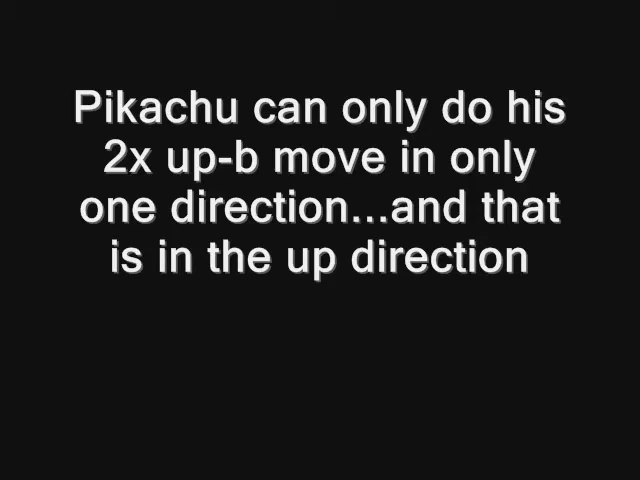 Pikachu can only do his
2x up-b move in only
one direction...and that
is in the up direction